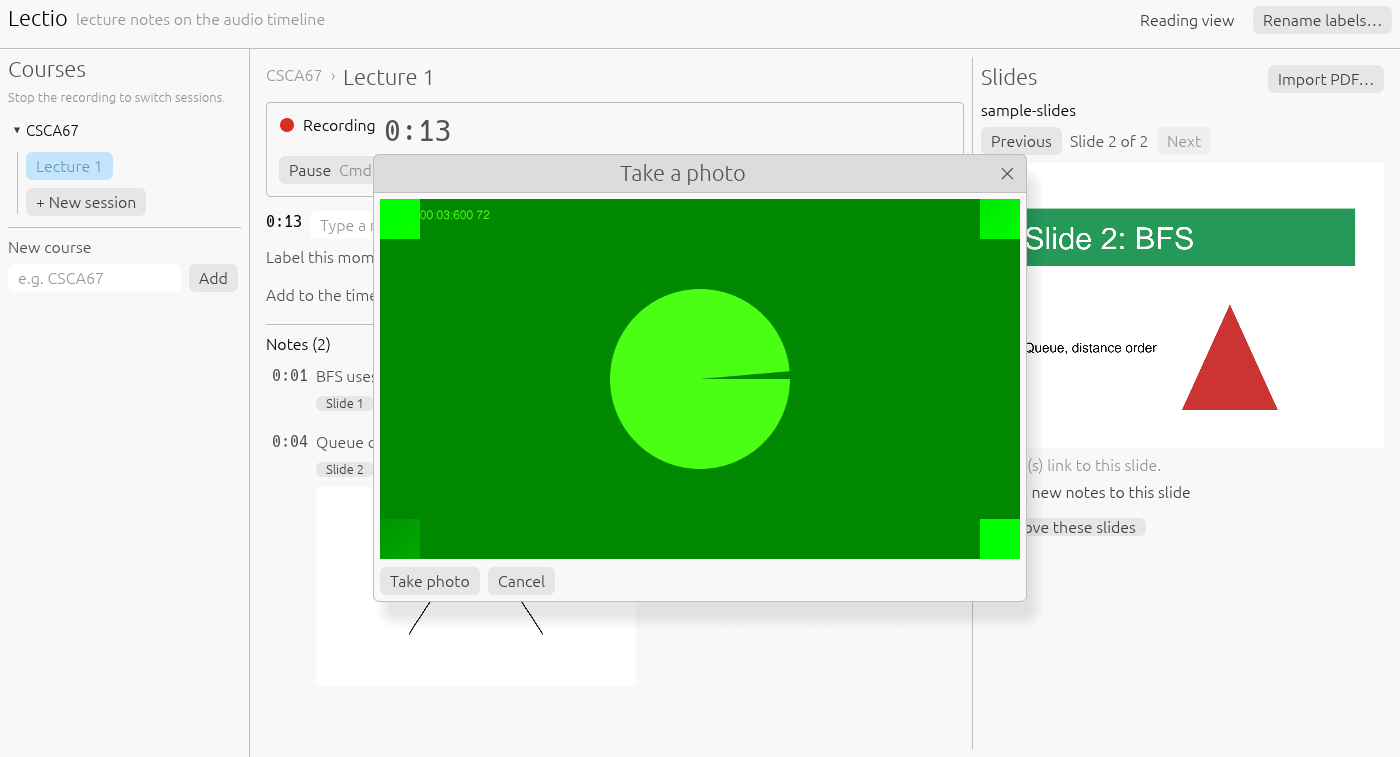 Lectio lecture notes on the audio timeline
Reading view
Rename labels…
Courses
Stop the recording to switch sessions.
▾ CSCA67
Lecture 1
+ New session
New course
e.g. CSCA67
Add
CSCA67 › Lecture 1
Recording 0:13
Pause Cmd
0:13 Type a
Label this mom
Add to the time
Notes (2)
0:01 BFS uses
Slide 1
0:04 Queue
Slide 2
Take a photo
00:03:600 72
Take photo
Cancel
Slides
Import PDF…
sample-slides
Previous
Slide 2 of 2
Next
Slide 2: BFS
Queue, distance order
(s) link to this slide.
new notes to this slide
ove these slides